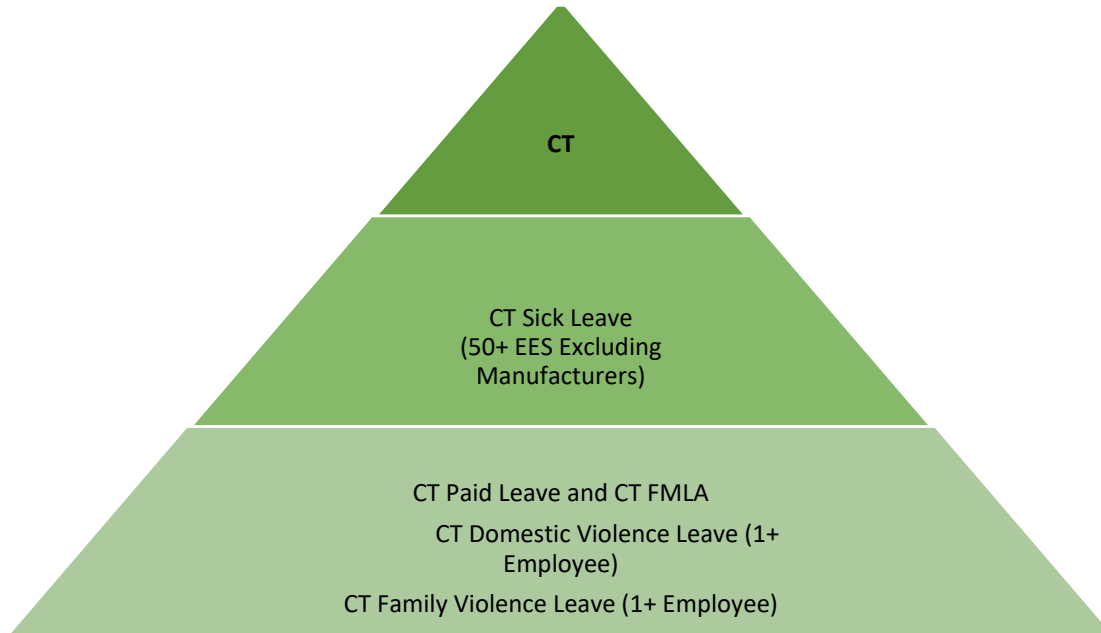 CT
CT Sick Leave
(50+ EES Excluding
Manufacturers)
CT Paid Leave and CT FMLA
CT Domestic Violence Leave (1+
Employee)
CT Family Violence Leave (1+ Employee)